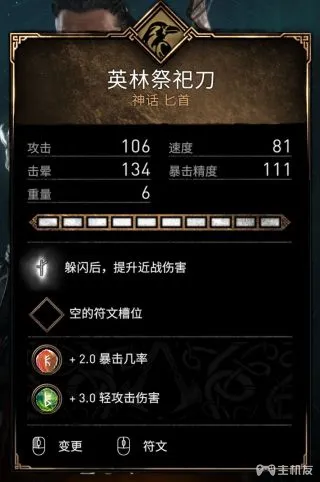 英林祭祀刀
神话 匕首
攻击 106 速度 81
击晕 134 暴击精度 111
重量 6
躲闪后，提升近战伤害
空的符文槽位
+ 2.0 暴击几率
+ 3.0 轻攻击伤害
变更 符文
主机友